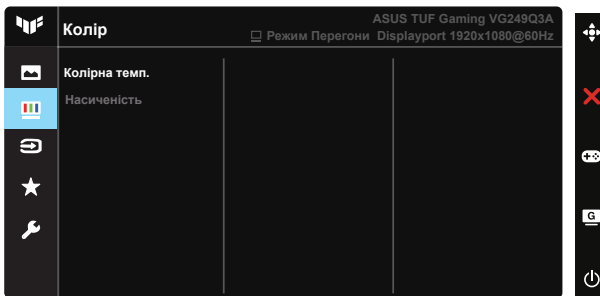 Колір
ASUS TUF Gaming VG249Q3A
Режим Перегони Displayport 1920x1080@60Hz
Колірна темп.
Насиченість
G